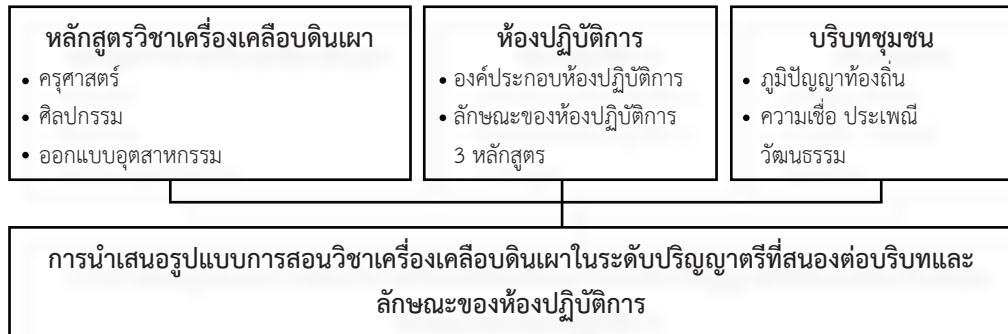 หลักสูตรวิชาเครื่องเคลือบดินเผา
• ครุศาสตร์
• ศิลปกรรม
• ออกแบบอุตสาหกรรม
ห้องปฏิบัติการ
• องค์ประกอบห้องปฏิบัติการ
• ลักษณะของห้องปฏิบัติการ
3 หลักสูตร
บริบทชุมชน
• ภูมิปัญญาท้องถิ่น
• ความเชื่อ ประเพณี
วัฒนธรรม
การนำเสนอรูปแบบการสอนวิชาเครื่องเคลือบดินเผาในระดับปริญญาตรีที่สนองต่อบริบทและ
ลักษณะของห้องปฏิบัติการ